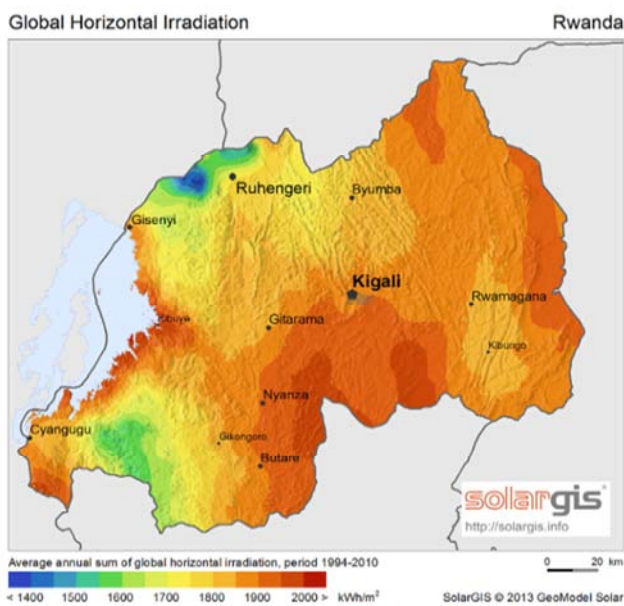 Global Horizontal Irradiation Rwanda
Ruhengeri
Byumba
Gisenyi
Kigali
Rwamagana
Kibuye
Gitarama
Kibungo
Nyanza
Cyangugu
Gikongoro
Butare
solargis
http://solargis.info
Average annual sum of global horizontal irradiation, period 1994-2010
0 20 km
< 1400 1500 1600 1700 1800 1900 2000 > kWh/m²
SolarGIS © 2013 GeoModel Solar